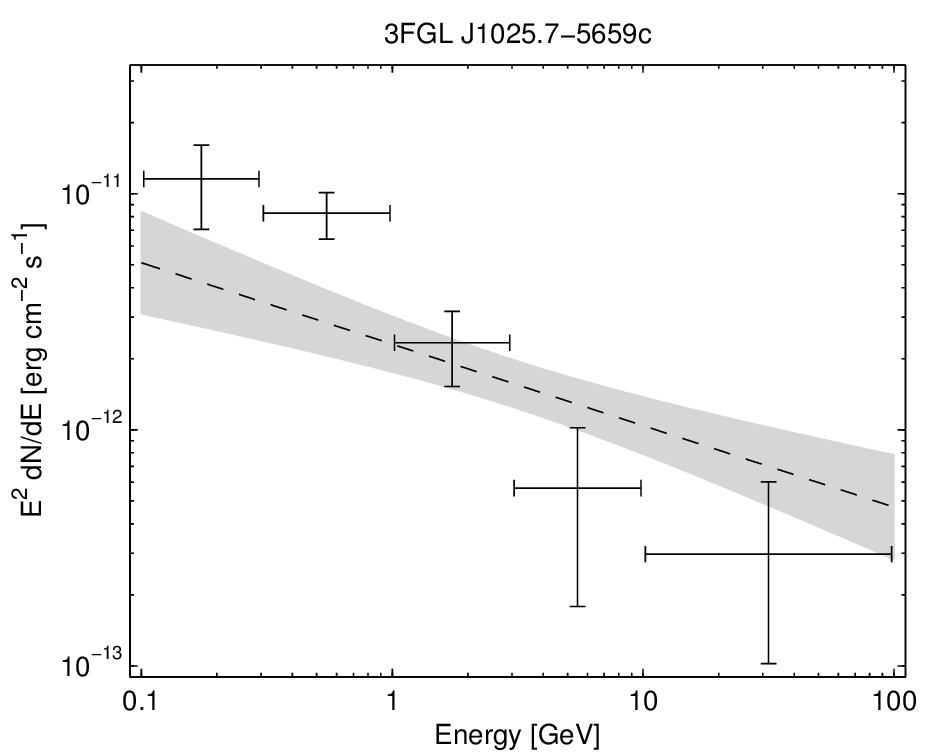 3FGL J1025.7−5659c
E² dN/dE [erg cm⁻² s⁻¹]
10⁻¹¹
10⁻¹²
10⁻¹³
0.1 1 10 100
Energy [GeV]